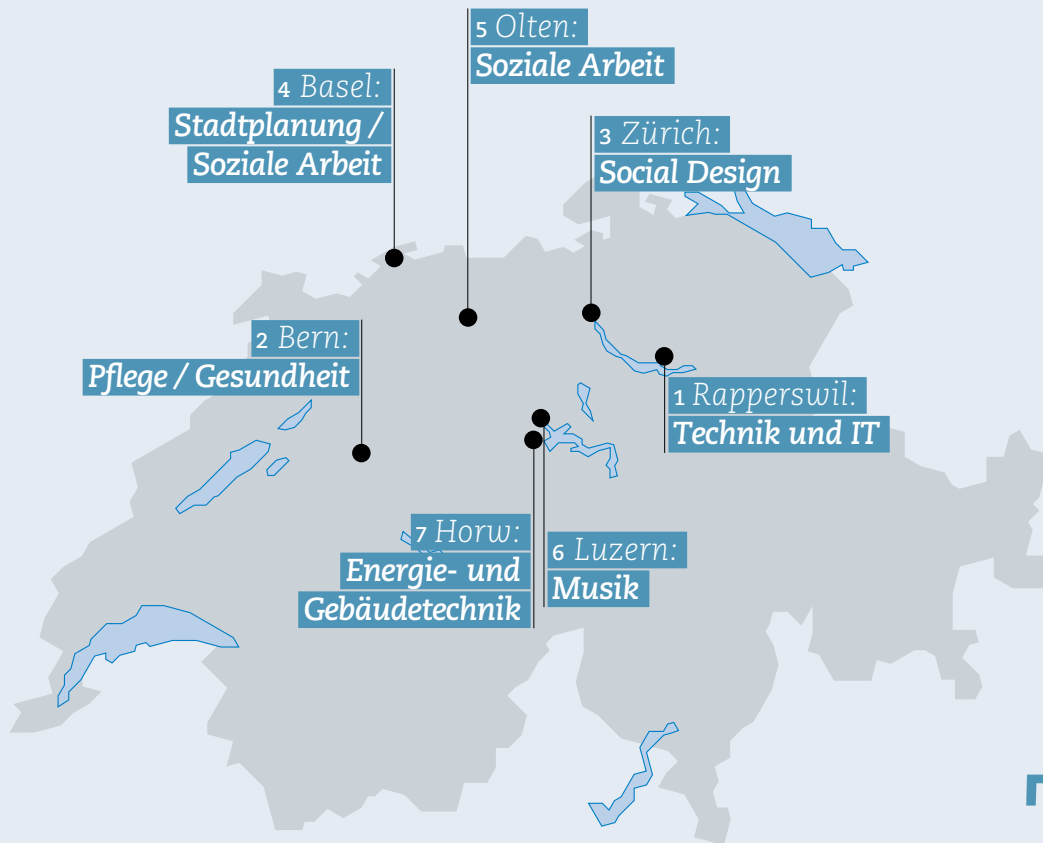 5 Olten:
Soziale Arbeit
4 Basel:
Stadtplanung /
Soziale Arbeit
3 Zürich:
Social Design
2 Bern:
Pflege / Gesundheit
1 Rapperswil:
Technik und IT
7 Horw:
Energie- und
Gebäudetechnik
6 Luzern:
Musik